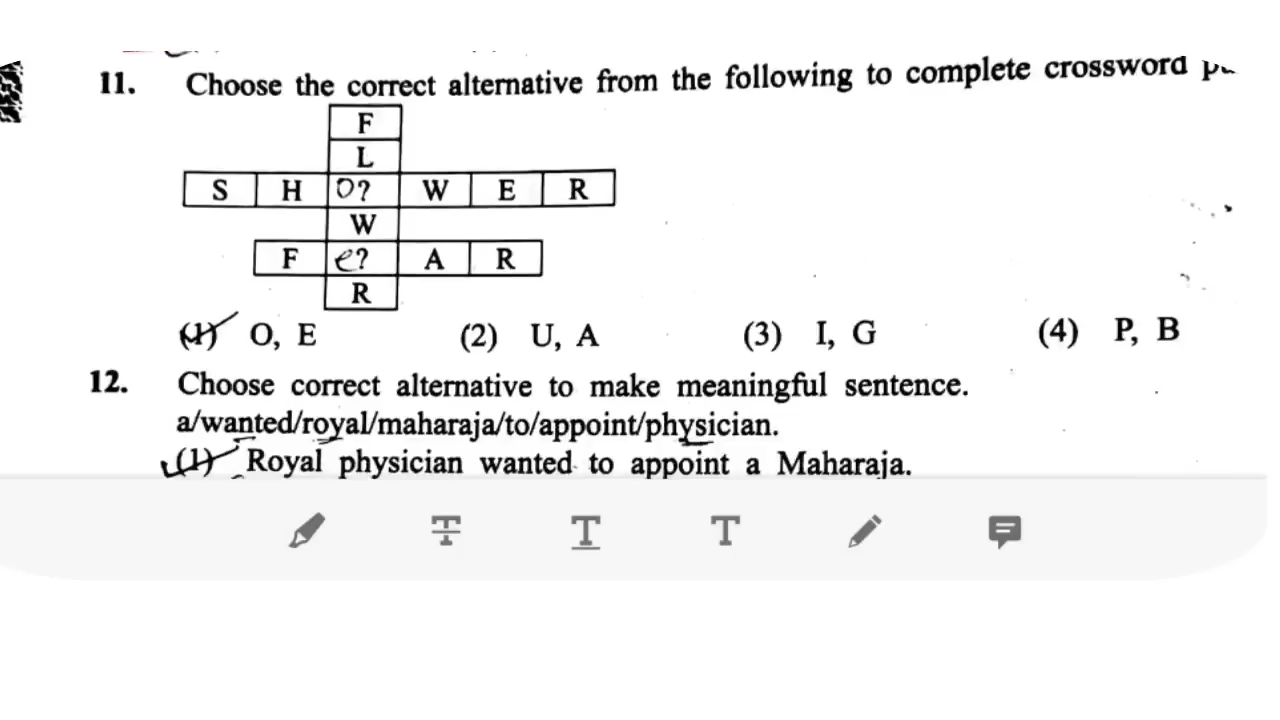 11. Choose the correct alternative from the following to complete crossword
F
L
S H O? W E R
W
F e? A R
R
(1) O, E (2) U, A (3) I, G (4) P, B
12. Choose correct alternative to make meaningful sentence.
a/wanted/royal/maharaja/to/appoint/physician.
(1) Royal physician wanted to appoint a Maharaja.
T T T